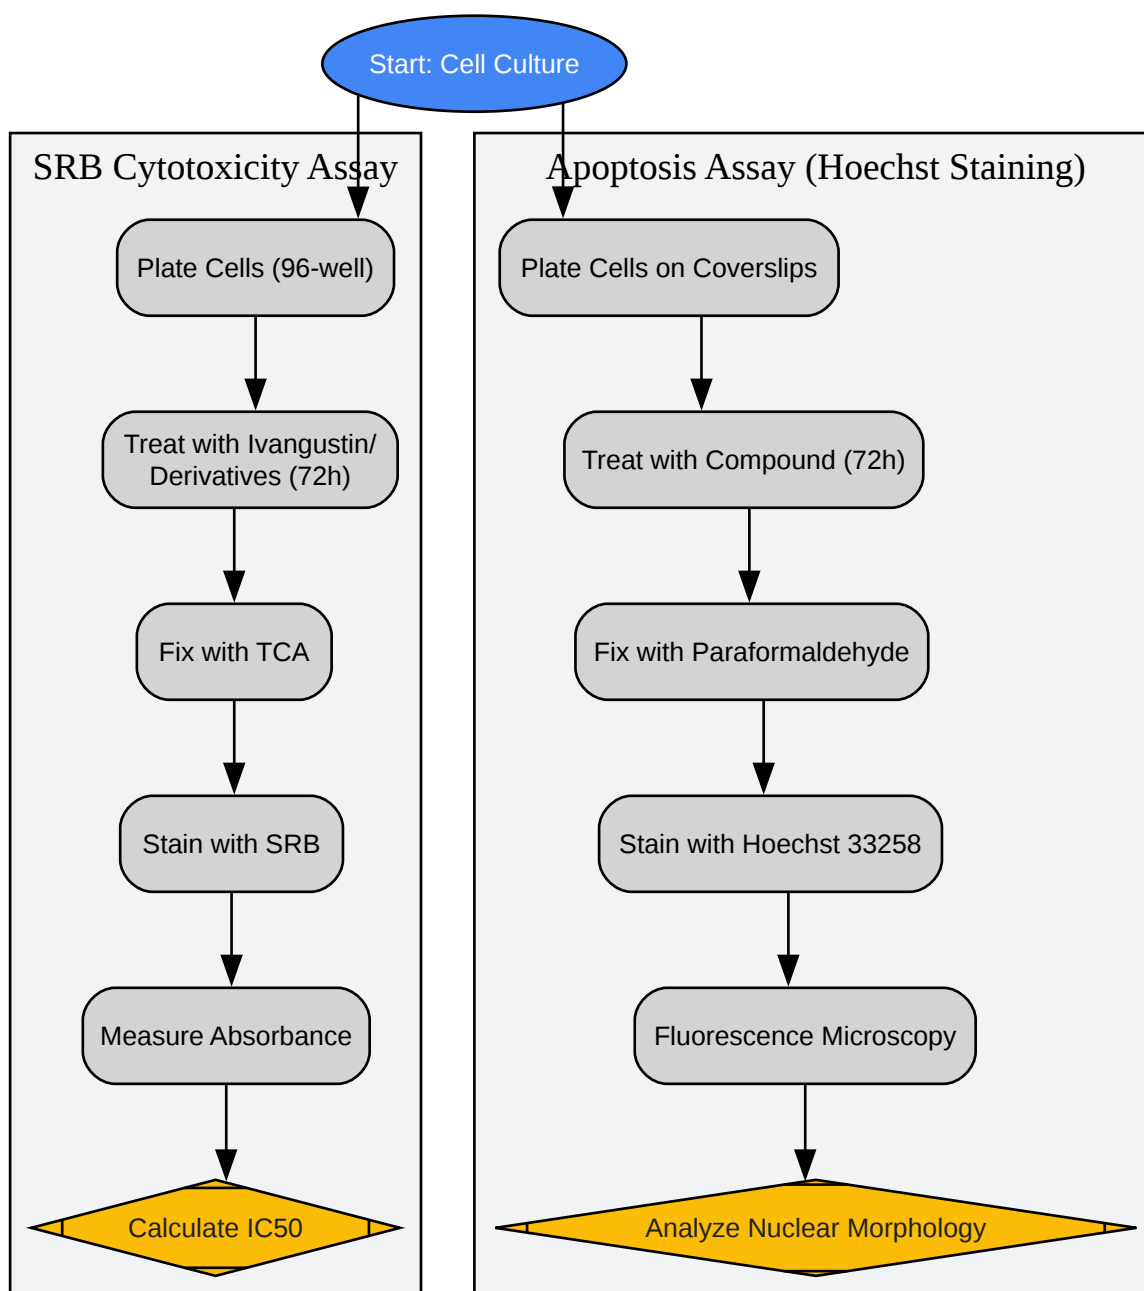 Start: Cell Culture
SRB Cytotoxicity Assay
Plate Cells (96-well)
Treat with Ivangustin/
Derivatives (72h)
Fix with TCA
Stain with SRB
Measure Absorbance
Calculate IC50
Apoptosis Assay (Hoechst Staining)
Plate Cells on Coverslips
Treat with Compound (72h)
Fix with Paraformaldehyde
Stain with Hoechst 33258
Fluorescence Microscopy
Analyze Nuclear Morphology